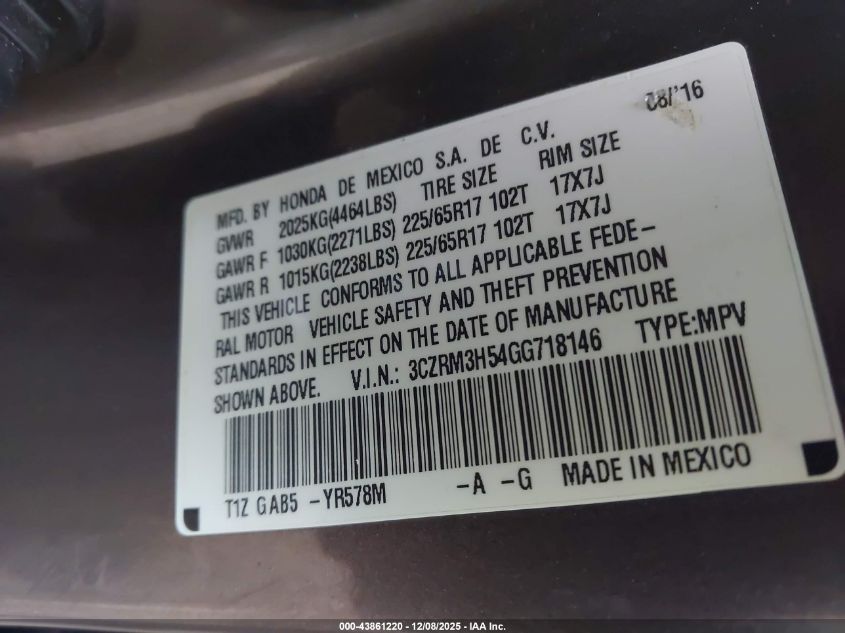 08/'16
MFD. BY HONDA DE MEXICO S.A. DE C.V.
GVWR 2025KG(4464LBS) TIRE SIZE RIM SIZE
GAWR F 1030KG(2271LBS) 225/65R17 102T 17X7J
GAWR R 1015KG(2238LBS) 225/65R17 102T 17X7J
THIS VEHICLE CONFORMS TO ALL APPLICABLE FEDE-
RAL MOTOR VEHICLE SAFETY AND THEFT PREVENTION
STANDARDS IN EFFECT ON THE DATE OF MANUFACTURE
SHOWN ABOVE. V.I.N.: 3CZRM3H54GG718146 TYPE:MPV
T1Z GAB5 -YR578M -A -G MADE IN MEXICO
000-43861220 - 12/08/2025 - IAA Inc.